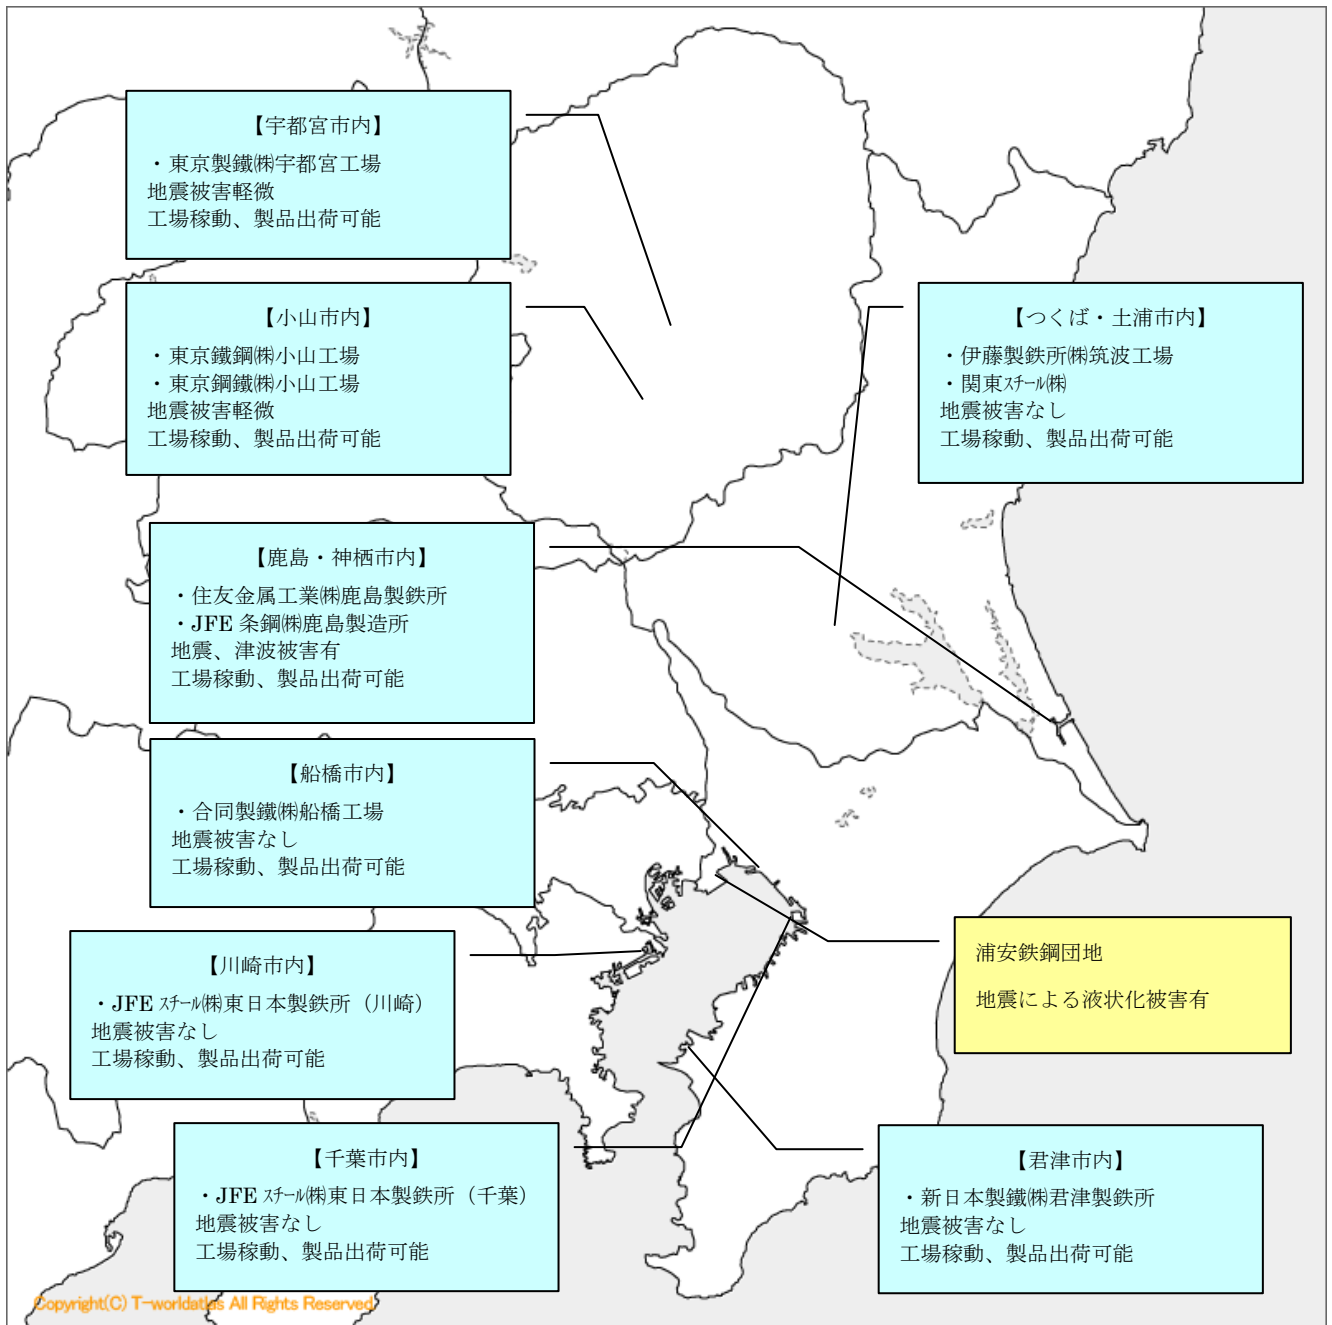 【宇都宮市内】
・東京製鐵㈱宇都宮工場
地震被害軽微
工場稼動、製品出荷可能
【小山市内】
・東京鐵鋼㈱小山工場
・東京鋼鐵㈱小山工場
地震被害軽微
工場稼動、製品出荷可能
【つくば・土浦市内】
・伊藤製鉄所㈱筑波工場
・関東ｽﾁｰﾙ㈱
地震被害なし
工場稼動、製品出荷可能
【鹿島・神栖市内】
・住友金属工業㈱鹿島製鉄所
・JFE 条鋼㈱鹿島製造所
地震、津波被害有
工場稼動、製品出荷可能
【船橋市内】
・合同製鐵㈱船橋工場
地震被害なし
工場稼動、製品出荷可能
浦安鉄鋼団地
地震による液状化被害有
【川崎市内】
・JFE ｽﾁｰﾙ㈱東日本製鉄所（川崎）
地震被害なし
工場稼動、製品出荷可能
【千葉市内】
・JFE ｽﾁｰﾙ㈱東日本製鉄所（千葉）
地震被害なし
工場稼動、製品出荷可能
【君津市内】
・新日本製鐵㈱君津製鉄所
地震被害なし
工場稼動、製品出荷可能
Copyright(C) T-worldatlas All Rights Reserved